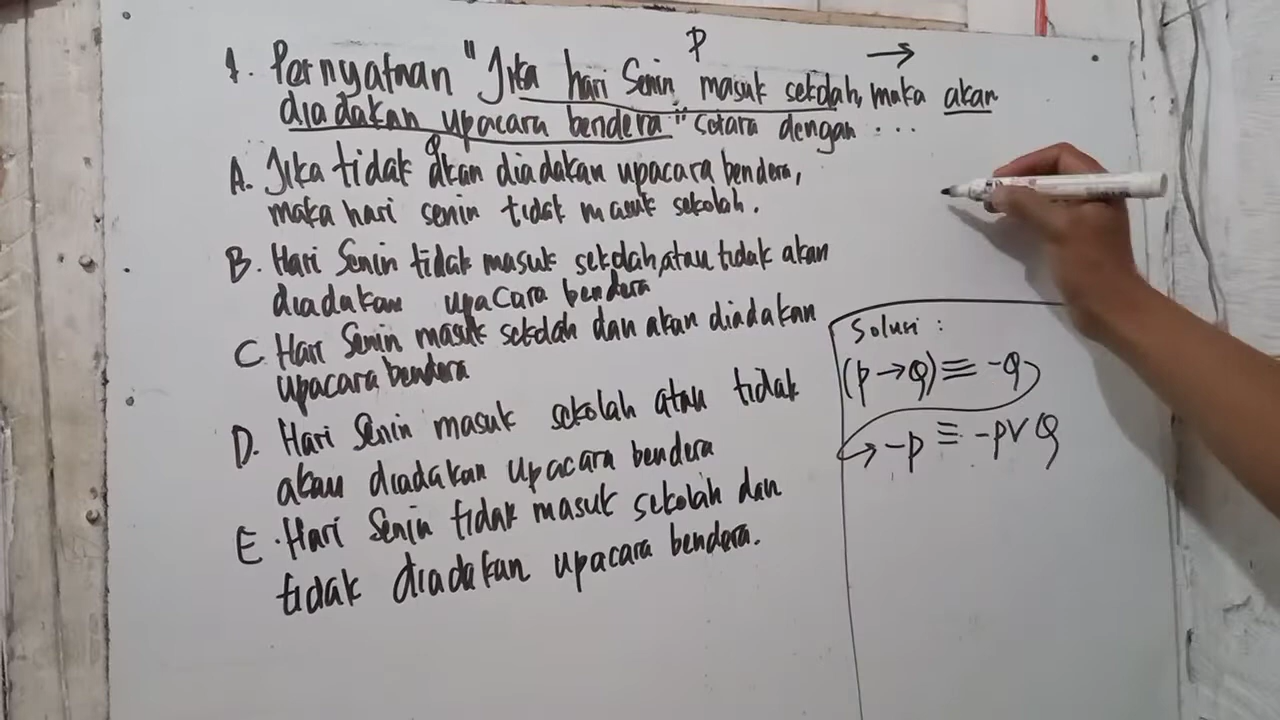 P →
1. Pernyataan "Jika hari Senin masuk sekolah, maka akan
diadakan upacara bendera" setara dengan ...
Q
A. Jika tidak akan diadakan upacara bendera,
maka hari senin tidak masuk sekolah.
B. Hari Senin tidak masuk sekolah, atau tidak akan
diadakan upacara bendera
C. Hari Senin masuk sekolah dan akan diadakan
upacara bendera
D. Hari Senin masuk sekolah atau tidak
akan diadakan upacara bendera
E. Hari Senin tidak masuk sekolah dan
tidak diadakan upacara bendera.
Solusi :
(P → Q) ≡ -Q
→ -P ≡ -P V Q